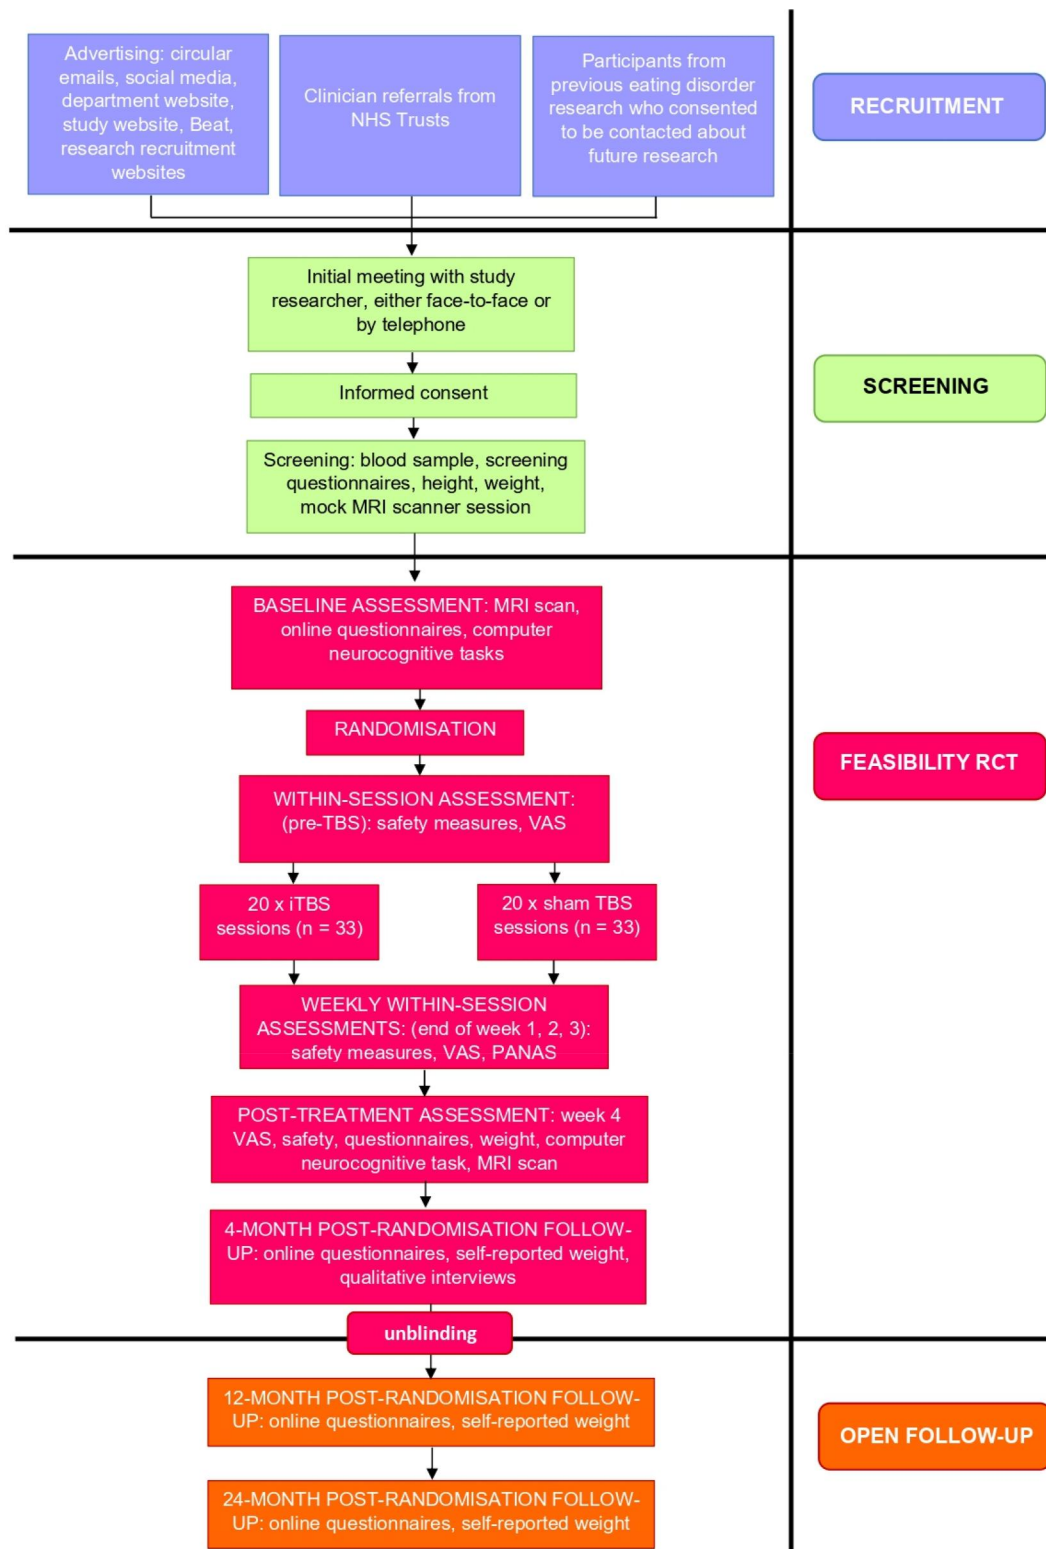 Advertising: circular
emails, social media,
department website,
study website, Beat,
research recruitment
websites
Clinician referrals from
NHS Trusts
Participants from
previous eating disorder
research who consented
to be contacted about
future research
RECRUITMENT
Initial meeting with study
researcher, either face-to-face or
by telephone
Informed consent
Screening: blood sample, screening
questionnaires, height, weight,
mock MRI scanner session
SCREENING
BASELINE ASSESSMENT: MRI scan,
online questionnaires, computer
neurocognitive tasks
RANDOMISATION
WITHIN-SESSION ASSESSMENT:
(pre-TBS): safety measures, VAS
20 x iTBS
sessions (n = 33)
20 x sham TBS
sessions (n = 33)
WEEKLY WITHIN-SESSION
ASSESSMENTS: (end of week 1, 2, 3):
safety measures, VAS, PANAS
POST-TREATMENT ASSESSMENT: week 4
VAS, safety, questionnaires, weight, computer
neurocognitive task, MRI scan
4-MONTH POST-RANDOMISATION FOLLOW-
UP: online questionnaires, self-reported weight,
qualitative interviews
FEASIBILITY RCT
unblinding
12-MONTH POST-RANDOMISATION FOLLOW-
UP: online questionnaires, self-reported weight
24-MONTH POST-RANDOMISATION FOLLOW-
UP: online questionnaires, self-reported weight
OPEN FOLLOW-UP